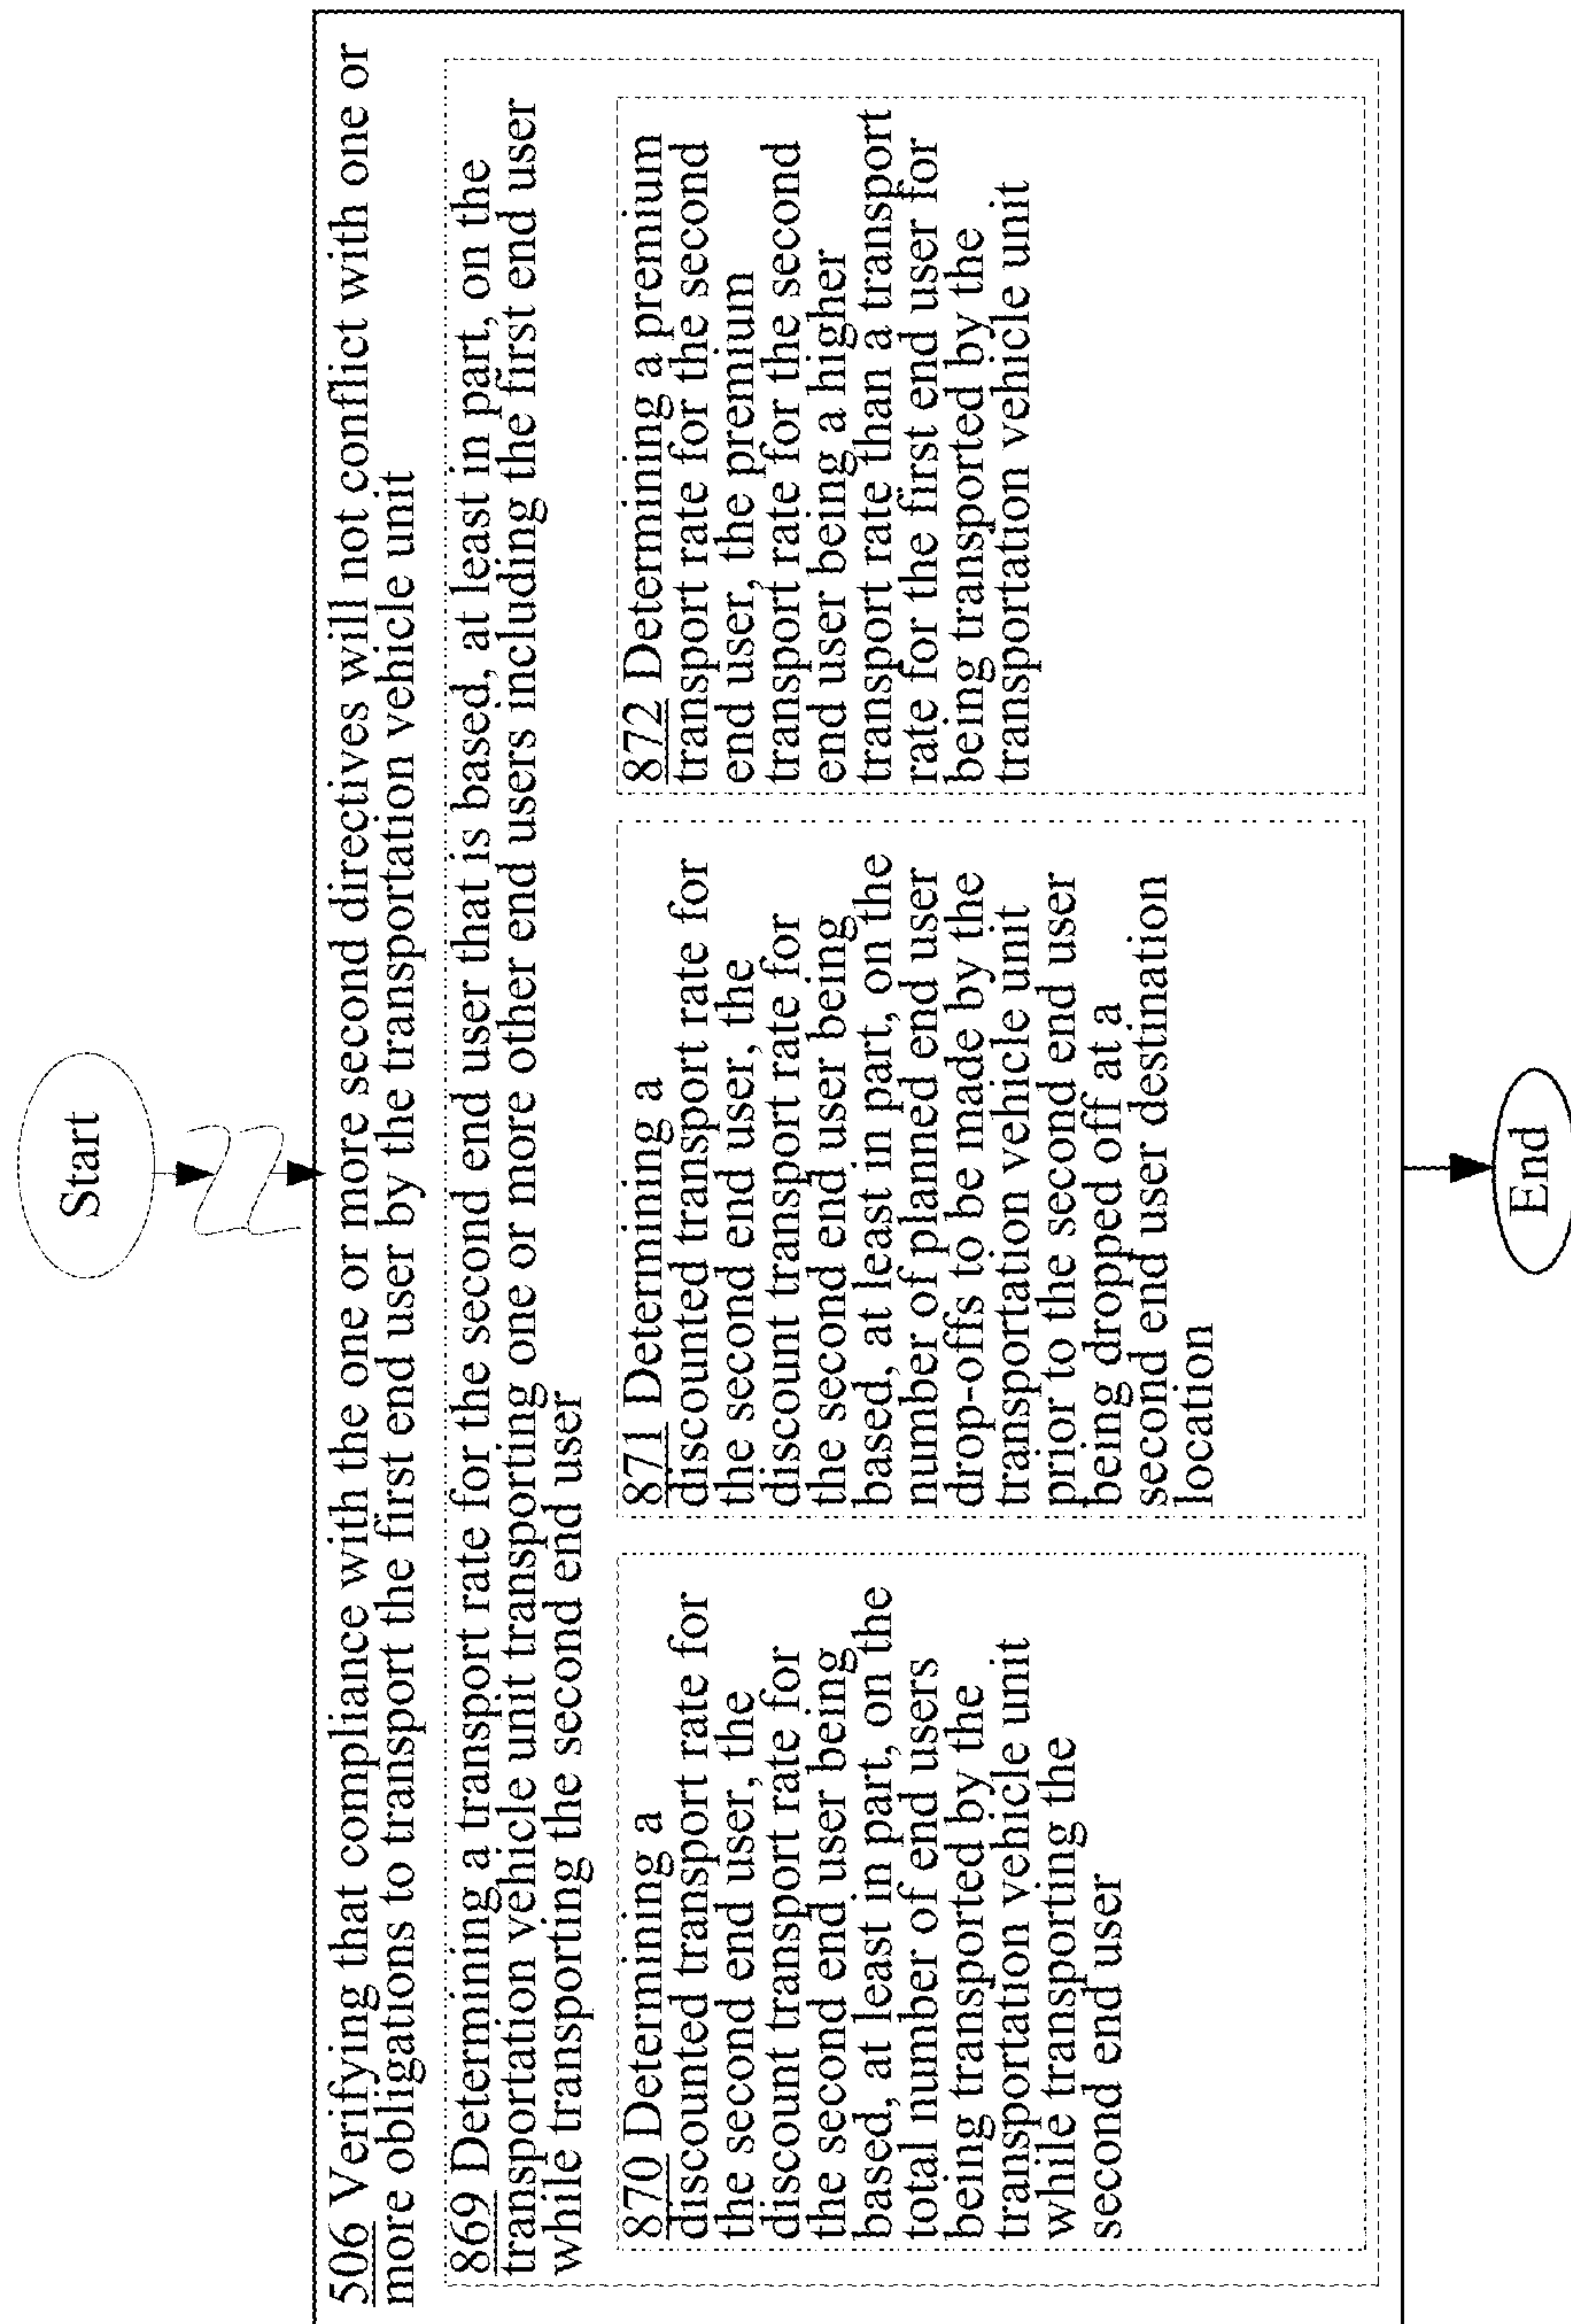 Start
506 Verifying that compliance with the one or more second directives will not conflict with one or
more obligations to transport the first end user by the transportation vehicle unit
869 Determining a transport rate for the second end user that is based, at least in part, on the
transportation vehicle unit transporting one or more other end users including the first end user
while transporting the second end user
870 Determining a
discounted transport rate for
the second end user, the
discount transport rate for
the second end user being
based, at least in part, on the
total number of end users
being transported by the
transportation vehicle unit
while transporting the
second end user
871 Determining a
discounted transport rate for
the second end user, the
discount transport rate for
the second end user being
based, at least in part, on the
number of planned end user
drop-offs to be made by the
transportation vehicle unit
prior to the second end user
being dropped off at a
second end user destination
location
872 Determining a premium
transport rate for the second
end user, the premium
transport rate for the second
end user being a higher
transport rate than a transport
rate for the first end user for
being transported by the
transportation vehicle unit
End